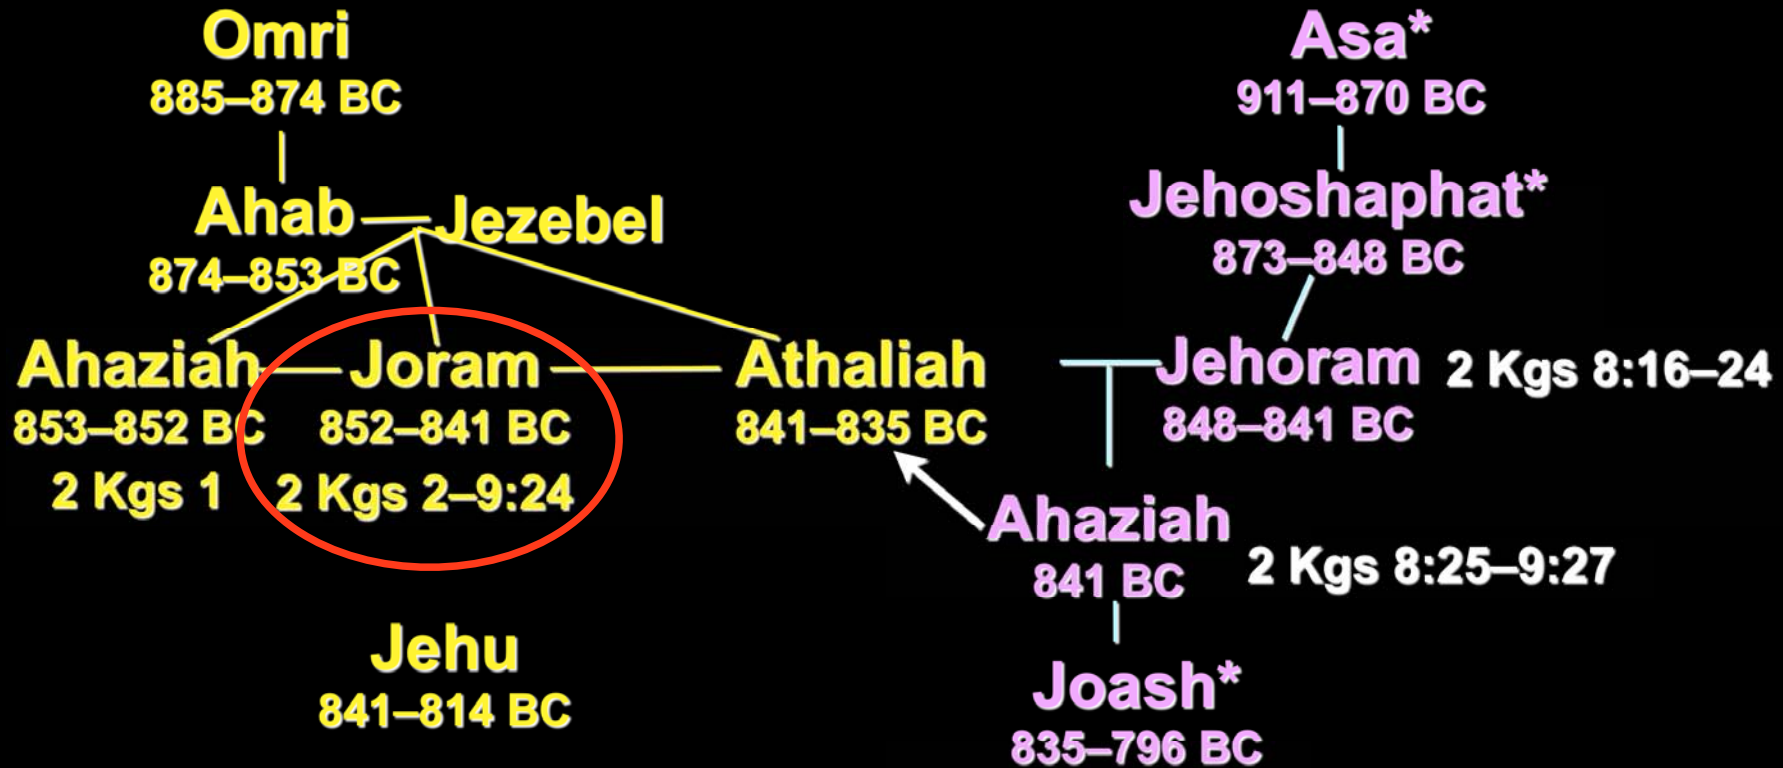 Omri
885–874 BC
Ahab
Jezebel
874–853 BC
Ahaziah
853–852 BC
2 Kgs 1
Joram
852–841 BC
2 Kgs 2–9:24
Athaliah
841–835 BC
Jehu
841–814 BC
Asa*
911–870 BC
Jehoshaphat*
873–848 BC
Jehoram
2 Kgs 8:16–24
848–841 BC
Ahaziah
841 BC
2 Kgs 8:25–9:27
Joash*
835–796 BC